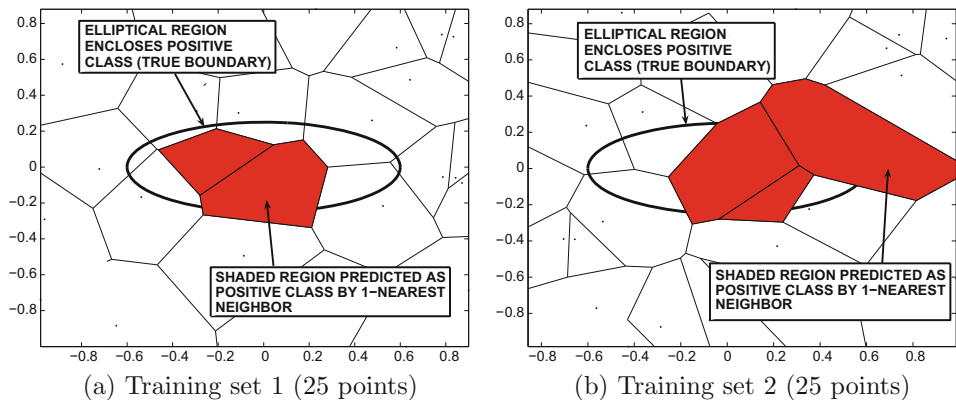 ELLIPTICAL REGION
ENCLOSES POSITIVE
CLASS (TRUE BOUNDARY)
0.8
0.6
0.4
0.2
0
−0.2
−0.4
−0.6
−0.8
SHADED REGION PREDICTED AS
POSITIVE CLASS BY 1−NEAREST
NEIGHBOR
−0.8 −0.6 −0.4 −0.2 0 0.2 0.4 0.6 0.8
(a) Training set 1 (25 points)
ELLIPTICAL REGION
ENCLOSES POSITIVE
CLASS (TRUE BOUNDARY)
0.8
0.6
0.4
0.2
0
−0.2
−0.4
−0.6
−0.8
SHADED REGION PREDICTED AS
POSITIVE CLASS BY 1−NEAREST
NEIGHBOR
−0.8 −0.6 −0.4 −0.2 0 0.2 0.4 0.6 0.8
(b) Training set 2 (25 points)